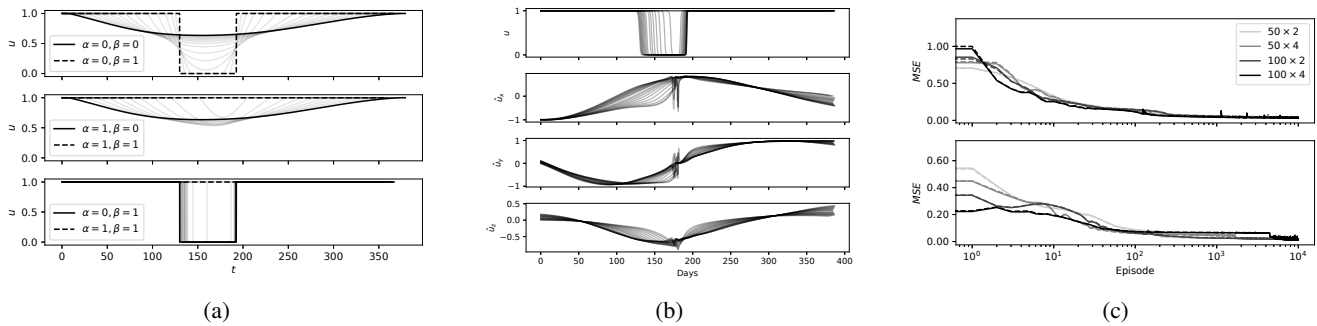 1.0
0.5
0.0
u
α=0, β=0
α=0, β=1
1.0
0.5
0.0
u
α=1, β=0
α=1, β=1
1.0
0.5
0.0
u
α=0, β=1
α=1, β=1
0 50 100 150 200 250 300 350
t
(a)
1
0
u
0
−1
û_x
1
0
−1
û_y
0.5
0.0
−0.5
û_z
0 50 100 150 200 250 300 350 400
Days
(b)
1.00
0.50
0.00
MSE
50 × 2
50 × 4
100 × 2
100 × 4
0.60
0.40
0.20
0.00
MSE
10^0 10^1 10^2 10^3 10^4
Episode
(c)